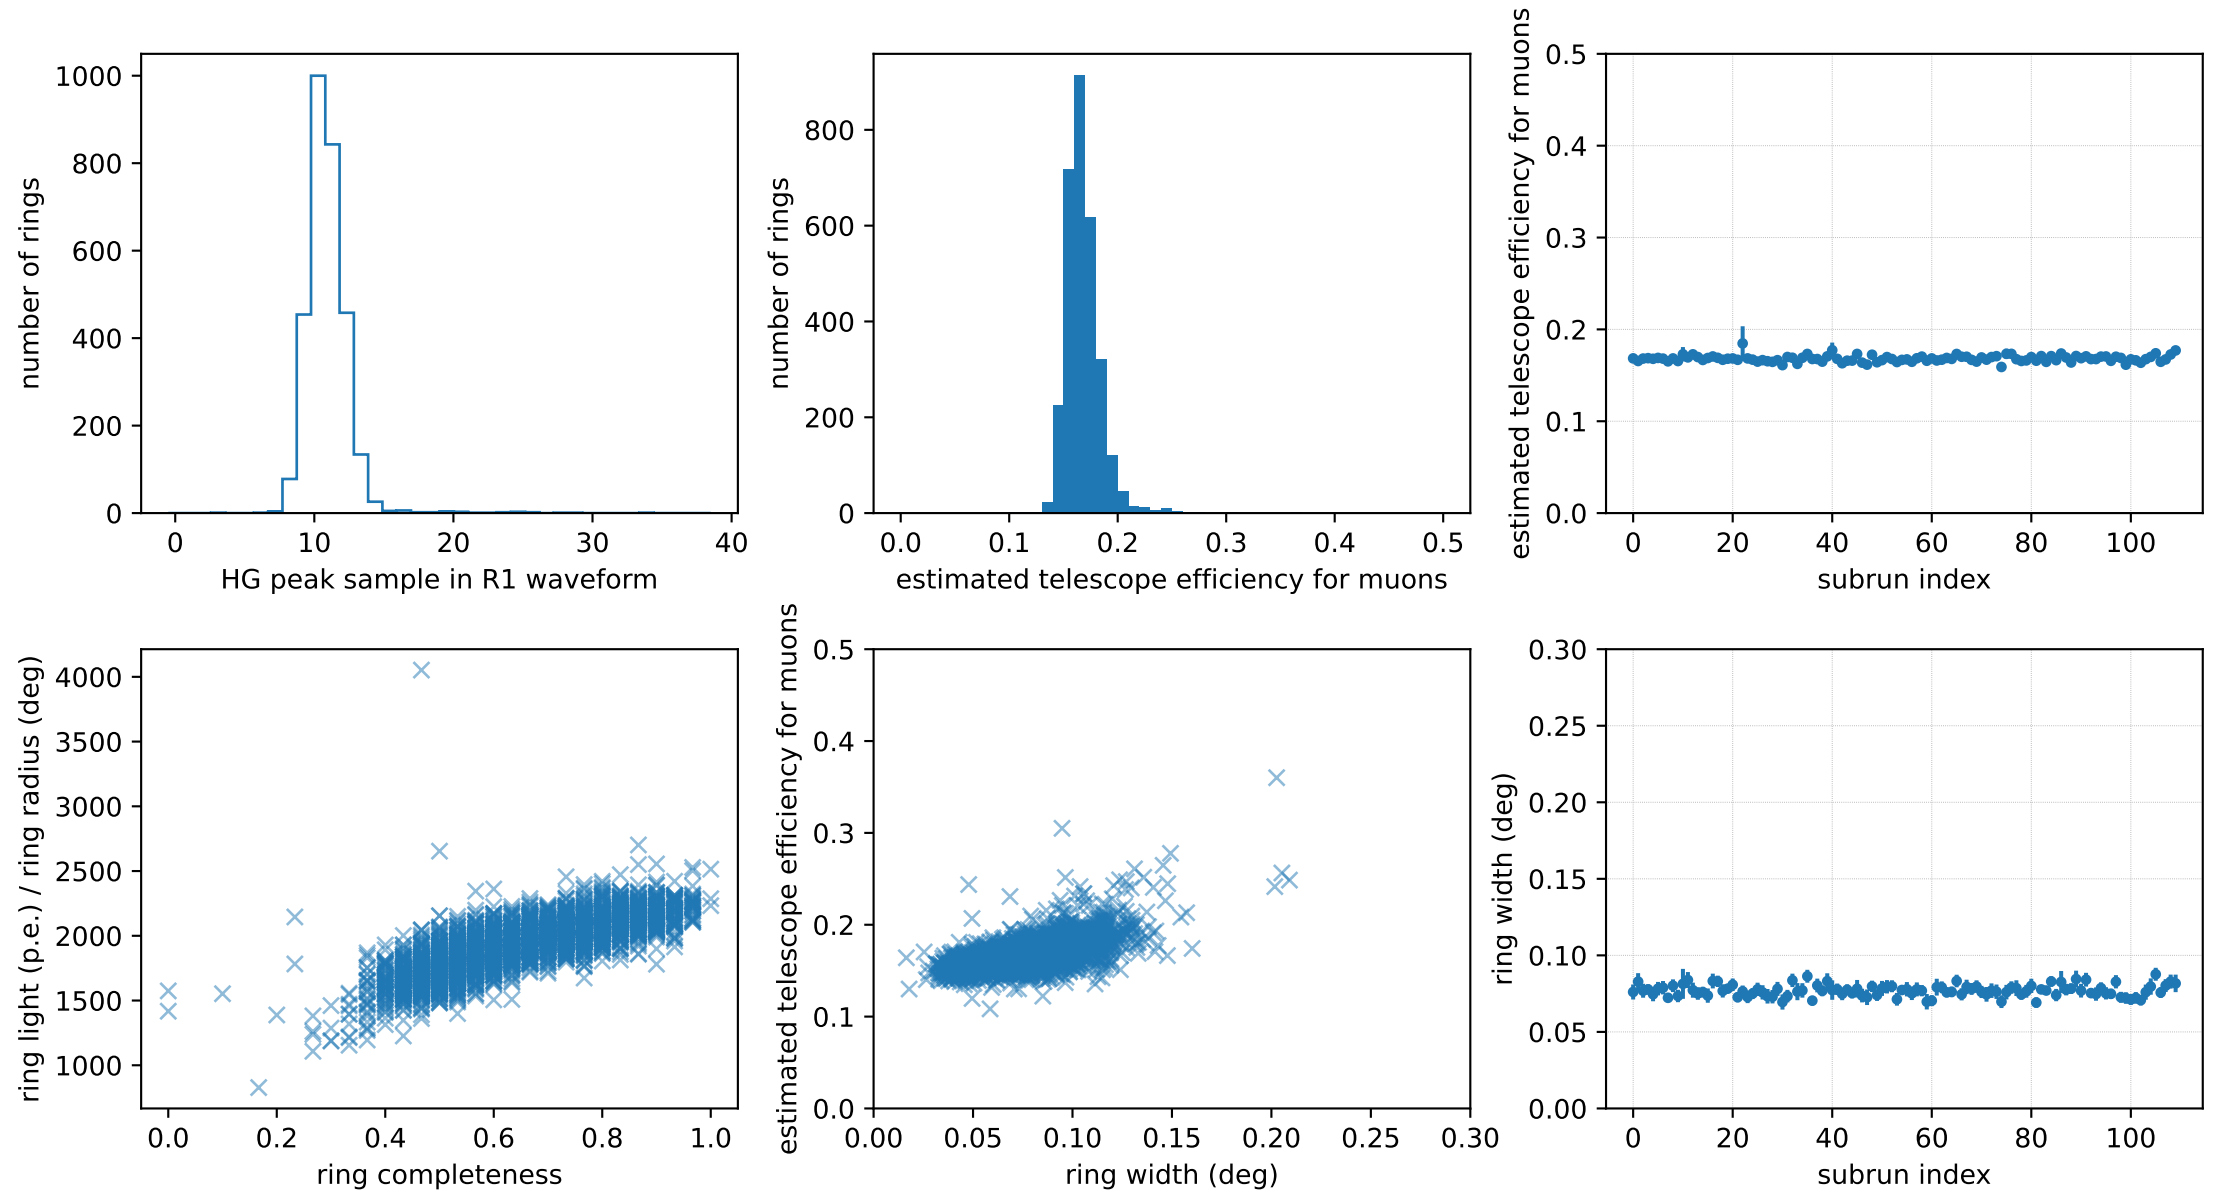 1000
800
600
400
200
0
number of rings
0 10 20 30 40
HG peak sample in R1 waveform
800
600
400
200
0
number of rings
0.0 0.1 0.2 0.3 0.4 0.5
estimated telescope efficiency for muons
0.5
0.4
0.3
0.2
0.1
0.0
estimated telescope efficiency for muons
0 20 40 60 80 100
subrun index
4000
3500
3000
2500
2000
1500
1000
ring light (p.e.) / ring radius (deg)
0.0 0.2 0.4 0.6 0.8 1.0
ring completeness
0.5
0.4
0.3
0.2
0.1
0.0
estimated telescope efficiency for muons
0.00 0.05 0.10 0.15 0.20 0.25 0.30
ring width (deg)
0.30
0.25
0.20
0.15
0.10
0.05
0.00
ring width (deg)
0 20 40 60 80 100
subrun index